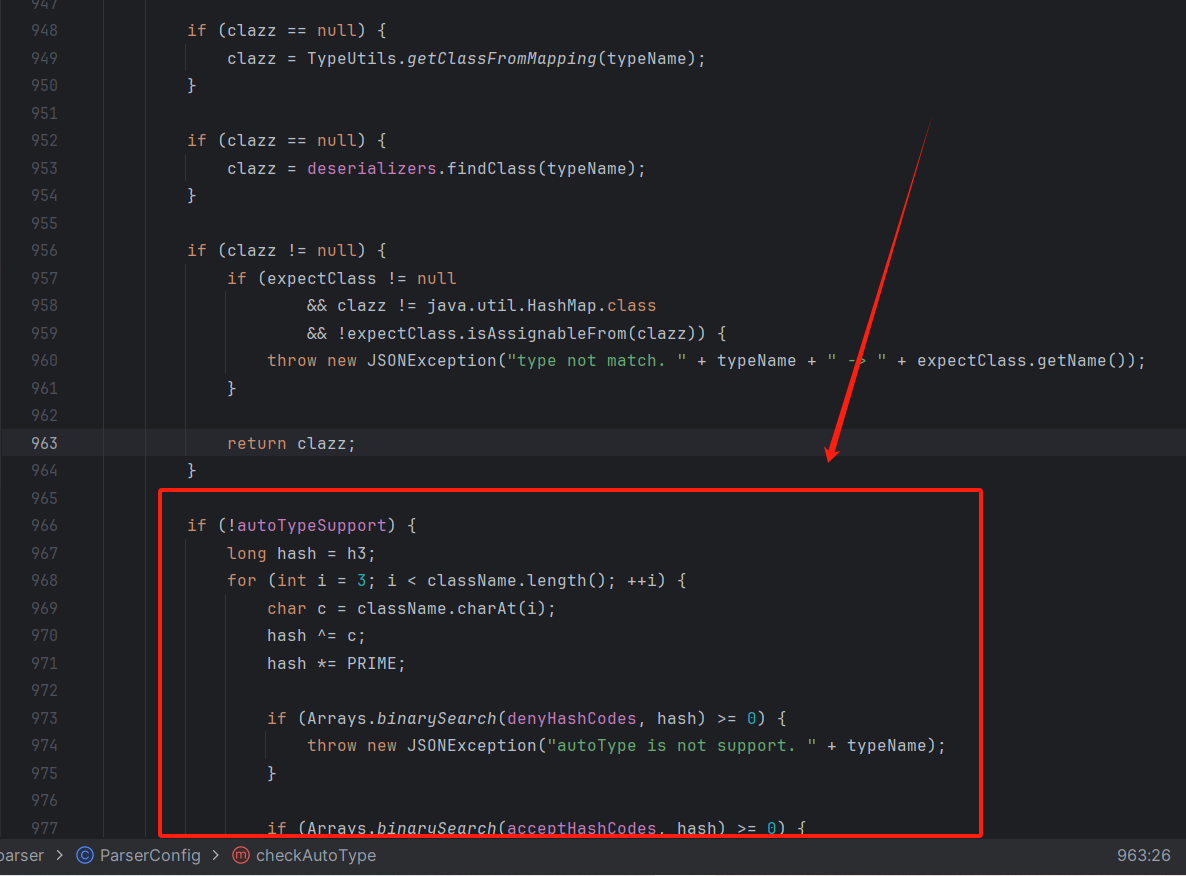 947
948 if (clazz == null) {
949 clazz = TypeUtils.getClassFromMapping(typeName);
950 }
951
952 if (clazz == null) {
953 clazz = deserializers.findClass(typeName);
954 }
955
956 if (clazz != null) {
957 if (expectClass != null
958 && clazz != java.util.HashMap.class
959 && !expectClass.isAssignableFrom(clazz)) {
960 throw new JSONException("type not match. " + typeName + " -> " + expectClass.getName());
961 }
962
963 return clazz;
964 }
965
966 if (!autoTypeSupport) {
967 long hash = h3;
968 for (int i = 3; i < className.length(); ++i) {
969 char c = className.charAt(i);
970 hash ^= c;
971 hash *= PRIME;
972
973 if (Arrays.binarySearch(denyHashCodes, hash) >= 0) {
974 throw new JSONException("autoType is not support. " + typeName);
975 }
976
977 if (Arrays.binarySearch(acceptHashCodes, hash) >= 0) {
parser > ParserConfig > checkAutoType 963:26